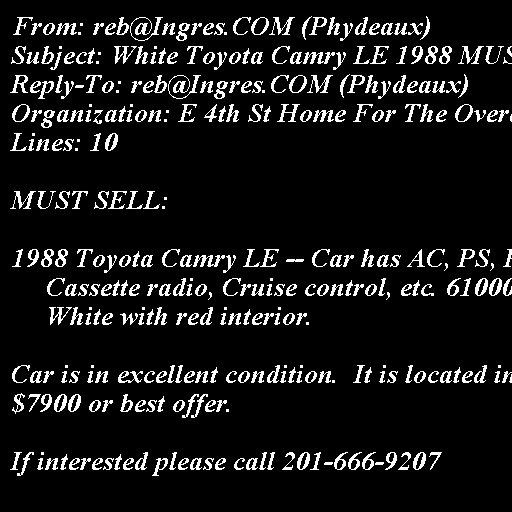 From: reb@Ingres.COM (Phydeaux)
Subject: White Toyota Camry LE 1988 MUS
Reply-To: reb@Ingres.COM (Phydeaux)
Organization: E 4th St Home For The Over
Lines: 10

MUST SELL:

1988 Toyota Camry LE -- Car has AC, PS,
Cassette radio, Cruise control, etc. 61000
White with red interior.

Car is in excellent condition.  It is located in
$7900 or best offer.

If interested please call 201-666-9207